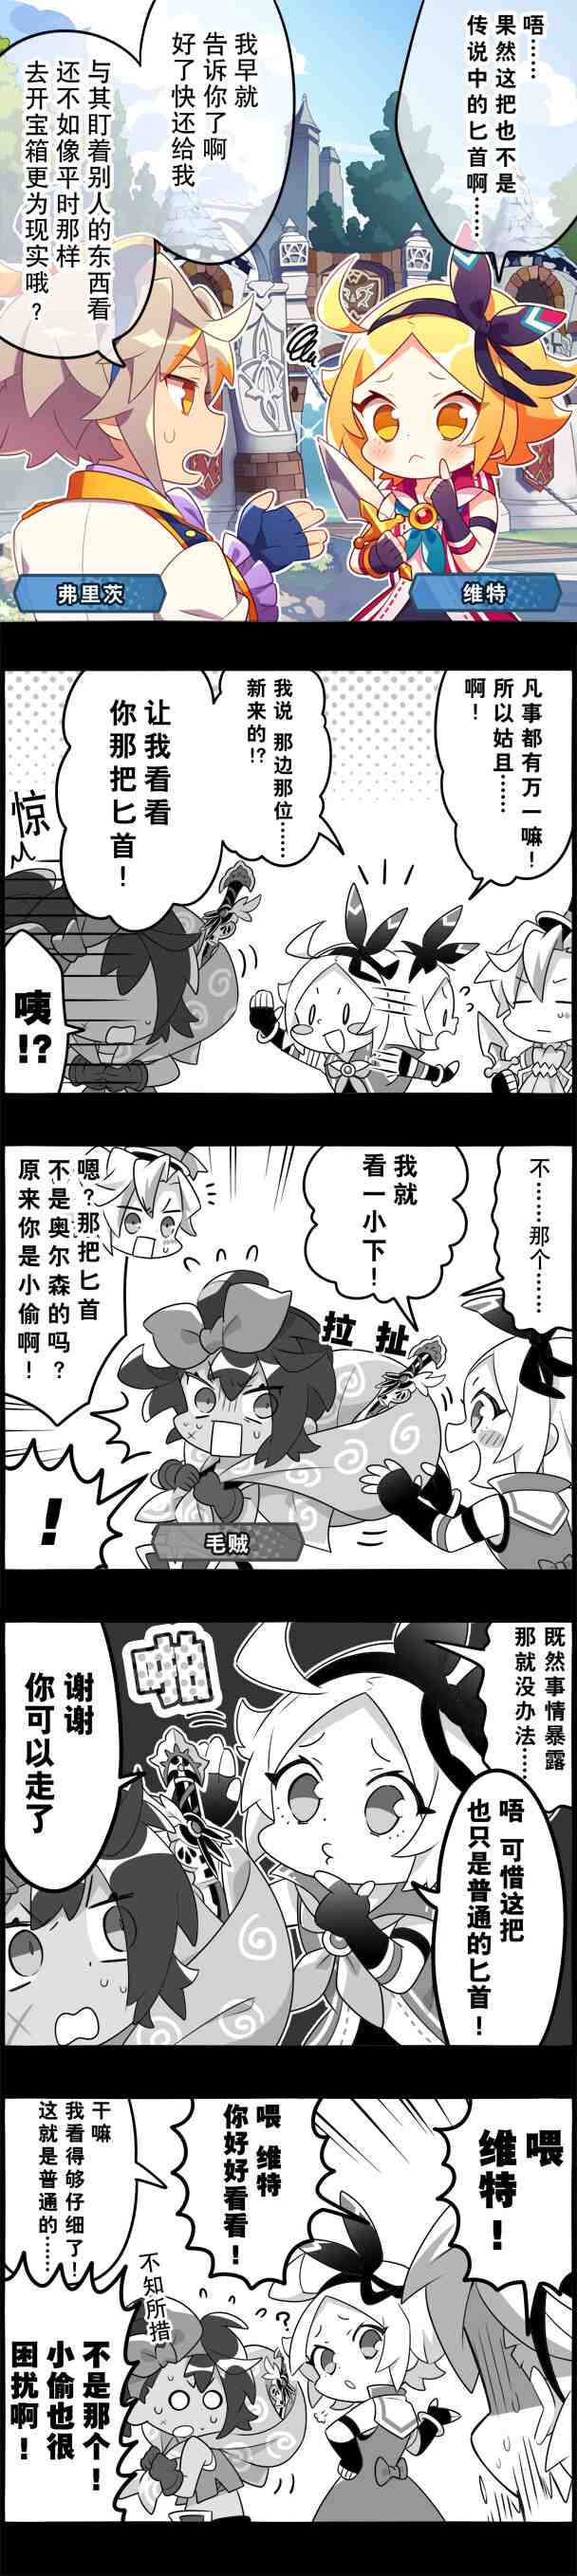 唔……
果然这把也不是
传说中的匕首啊……
我早就
告诉你了啊
好了快还给我
与其盯着别人的东西看
还不如像平时那样
去开宝箱更为现实哦？
弗里茨
维特
凡事都有万一嘛！
所以姑且……
啊！
我说 那边那位……
新来的!?
让我看看
你那把匕首！
惊
咦!?
不……那个……
我就
看一小下！
拉扯
嗯？那把匕首
不是奥尔森的吗？
原来你是小偷啊！
！
毛贼
既然事情暴露
那就没办法……
唔 可惜这把
也只是普通的匕首！
啪
谢谢
你可以走了
喂
维特！
喂 维特
你好好看看！
干嘛
我看得够仔细了！
这就是普通的……
不知所措
不是那个！
小偷也很
困扰啊！